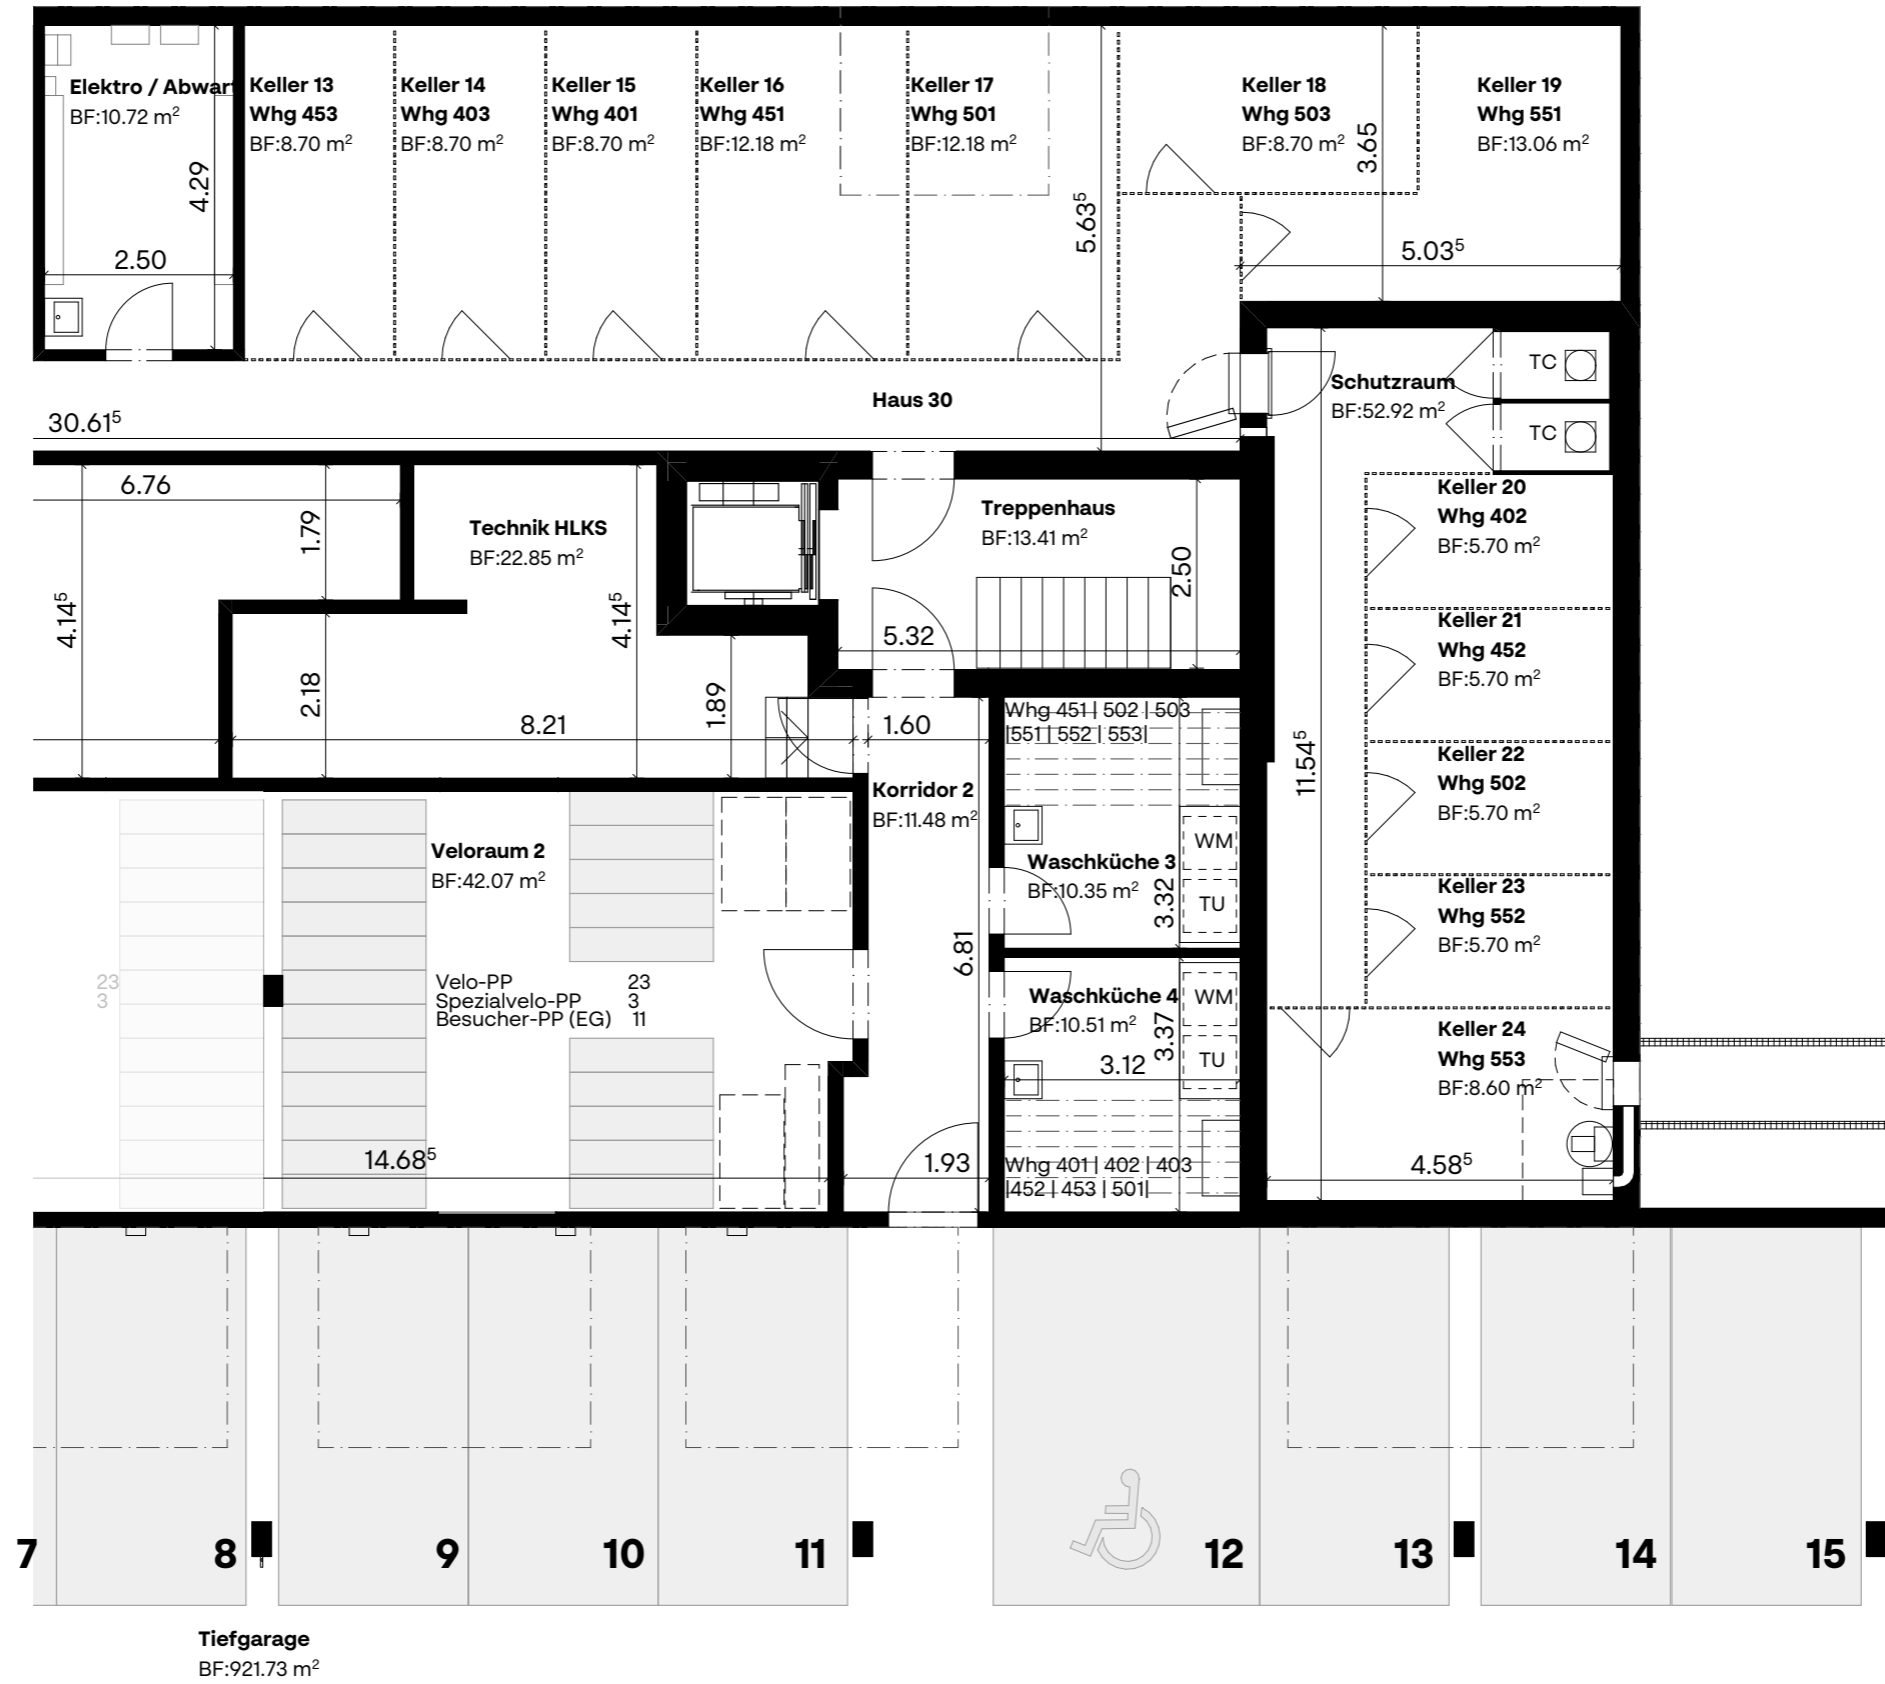 Elektro / Abwart
BF:10.72 m²
4.29
2.50
Keller 13
Whg 453
BF:8.70 m²
Keller 14
Whg 403
BF:8.70 m²
Keller 15
Whg 401
BF:8.70 m²
Keller 16
Whg 451
BF:12.18 m²
Keller 17
Whg 501
BF:12.18 m²
5.63⁵
Keller 18
Whg 503
BF:8.70 m²
3.65
Keller 19
Whg 551
BF:13.06 m²
5.03⁵
Haus 30
30.61⁵
Schutzraum
BF:52.92 m²
TC
TC
6.76
1.79
4.14⁵
2.18
Technik HLKS
BF:22.85 m²
4.14⁵
8.21
1.89
Treppenhaus
BF:13.41 m²
2.50
5.32
1.60
Keller 20
Whg 402
BF:5.70 m²
Keller 21
Whg 452
BF:5.70 m²
Keller 22
Whg 502
BF:5.70 m²
Keller 23
Whg 552
BF:5.70 m²
Keller 24
Whg 553
BF:8.60 m²
11.54⁵
4.58⁵
Whg 451 | 502 | 503
|551 | 552 | 553|
Korridor 2
BF:11.48 m²
6.81
1.93
Waschküche 3
BF:10.35 m²
3.32
WM
TU
Waschküche 4
BF:10.51 m²
3.37
WM
TU
3.12
Whg 401 | 402 | 403
|452 | 453 | 501|
Veloraum 2
BF:42.07 m²
23
3
Velo-PP 23
Spezialvelo-PP 3
Besucher-PP (EG) 11
14.68⁵
7 8 9 10 11 12 13 14 15
Tiefgarage
BF:921.73 m²